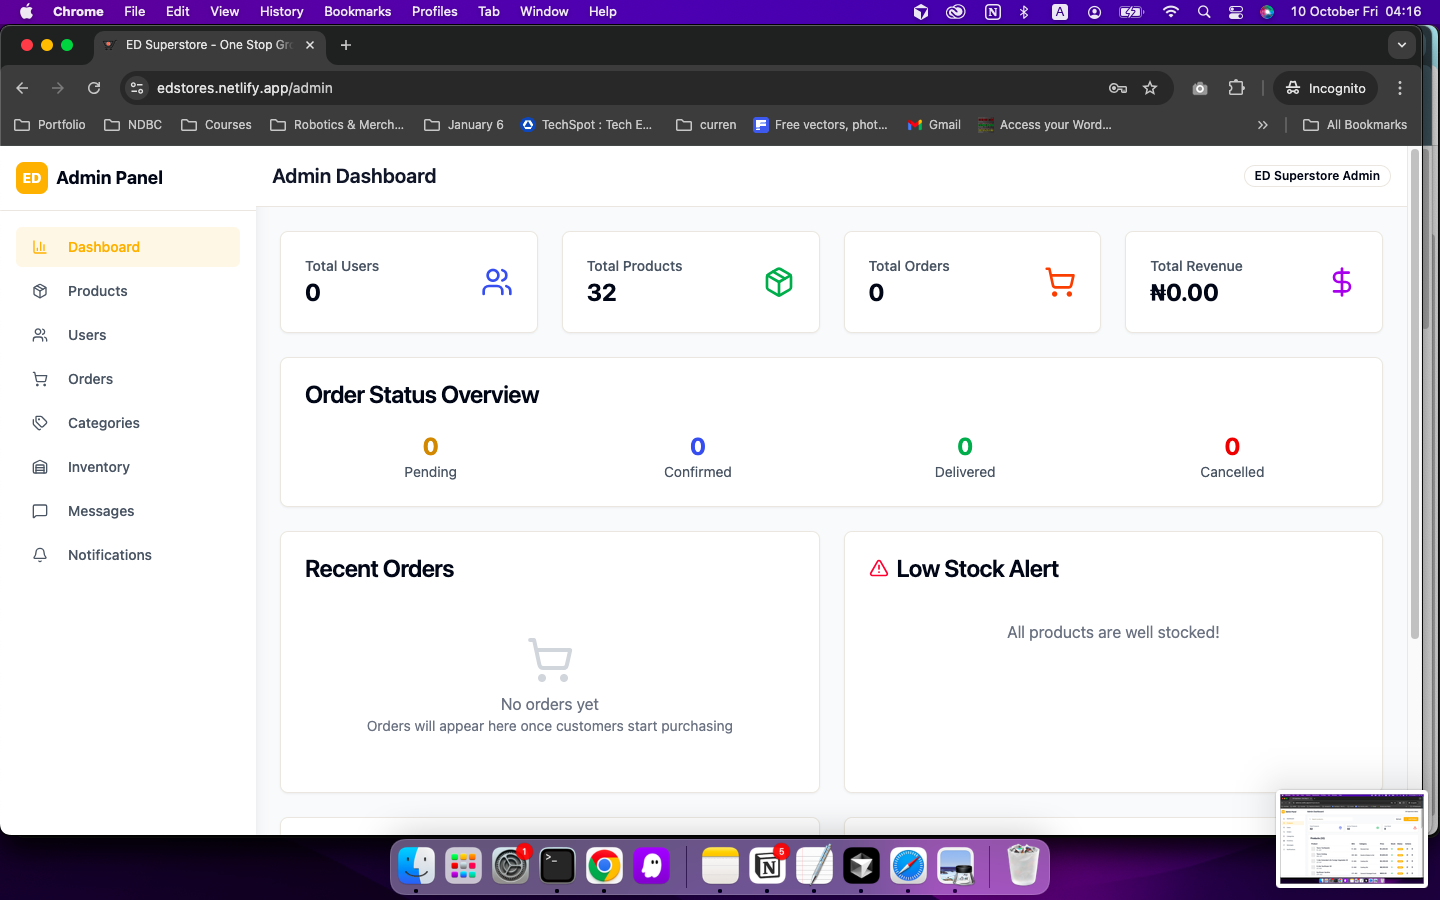 Chrome File Edit View History Bookmarks Profiles Tab Window Help 10 October Fri 04:16
ED Superstore - One Stop Gr
edstores.netlify.app/admin Incognito
Portfolio NDBC Courses Robotics & Merch... January 6 TechSpot : Tech E... curren Free vectors, phot... Gmail Access your Word... All Bookmarks
ED Admin Panel
Admin Dashboard
ED Superstore Admin
Dashboard
Products
Users
Orders
Categories
Inventory
Messages
Notifications
Total Users
0
Total Products
32
Total Orders
0
Total Revenue
₦0.00
Order Status Overview
0
Pending
0
Confirmed
0
Delivered
0
Cancelled
Recent Orders
No orders yet
Orders will appear here once customers start purchasing
Low Stock Alert
All products are well stocked!
1
5